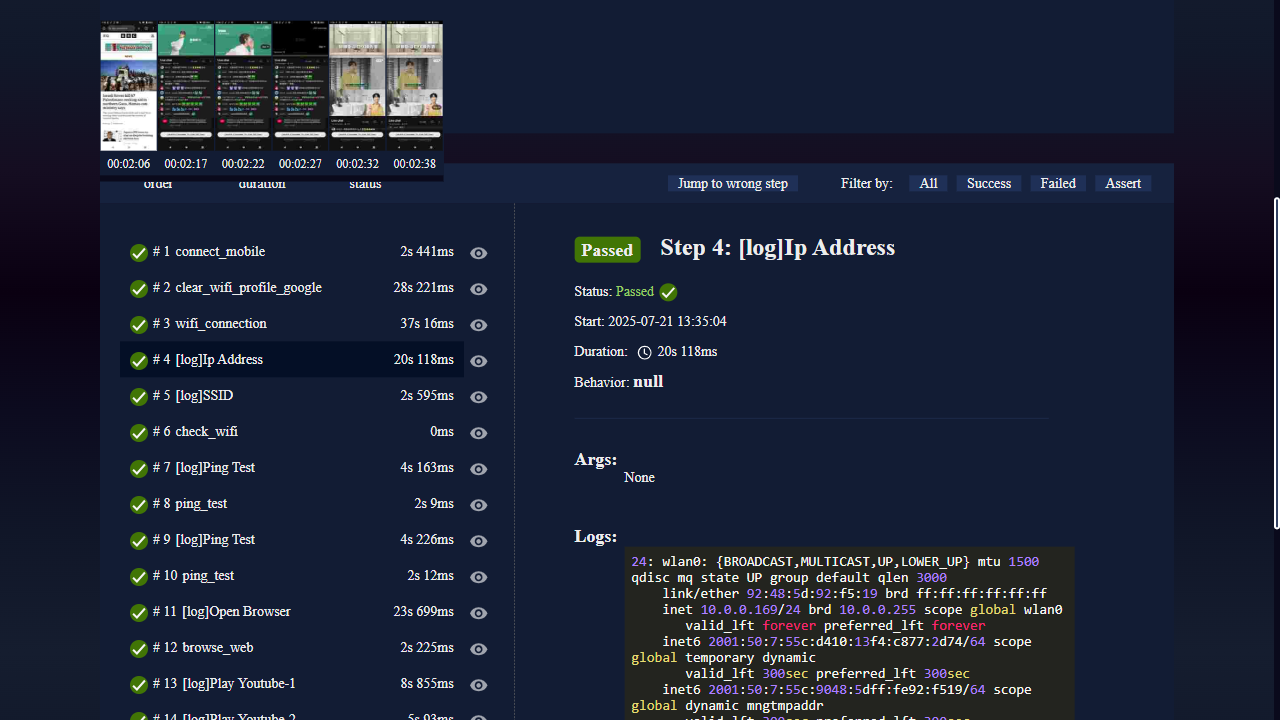 00:02:06 00:02:17 00:02:22 00:02:27 00:02:32 00:02:38
order duration status
Jump to wrong step Filter by: All Success Failed Assert
# 1 connect_mobile 2s 441ms
# 2 clear_wifi_profile_google 28s 221ms
# 3 wifi_connection 37s 16ms
# 4 [log]Ip Address 20s 118ms
# 5 [log]SSID 2s 595ms
# 6 check_wifi 0ms
# 7 [log]Ping Test 4s 163ms
# 8 ping_test 2s 9ms
# 9 [log]Ping Test 4s 226ms
# 10 ping_test 2s 12ms
# 11 [log]Open Browser 23s 699ms
# 12 browse_web 2s 225ms
# 13 [log]Play Youtube-1 8s 855ms
# 14 [log]Play Youtube-2 5s 93ms
Passed Step 4: [log]Ip Address
Status: Passed
Start: 2025-07-21 13:35:04
Duration: 20s 118ms
Behavior: null
Args:
None
Logs:
24: wlan0: {BROADCAST,MULTICAST,UP,LOWER_UP} mtu 1500
qdisc mq state UP group default qlen 3000
link/ether 92:48:5d:92:f5:19 brd ff:ff:ff:ff:ff:ff
inet 10.0.0.169/24 brd 10.0.0.255 scope global wlan0
valid_lft forever preferred_lft forever
inet6 2001:50:7:55c:d410:13f4:c877:2d74/64 scope
global temporary dynamic
valid_lft 300sec preferred_lft 300sec
inet6 2001:50:7:55c:9048:5dff:fe92:f519/64 scope
global dynamic mngtmpaddr
valid_lft 300sec preferred_lft 300sec